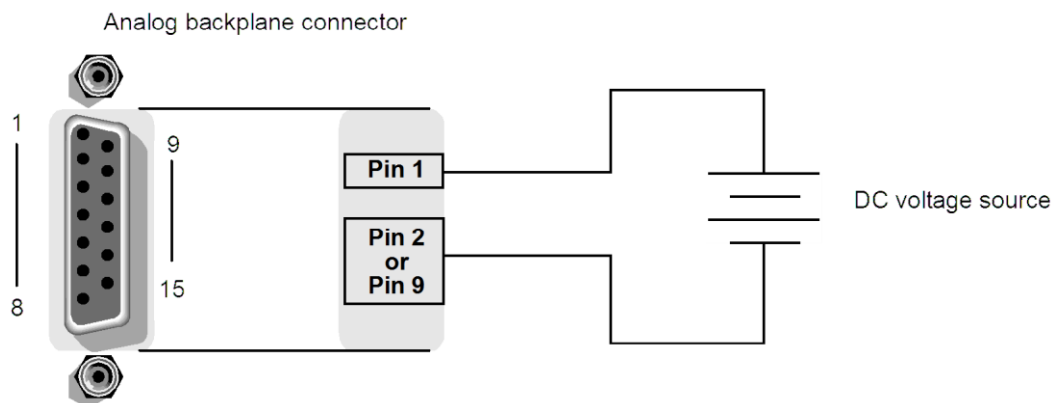 Analog backplane connector
1
9
Pin 1
DC voltage source
Pin 2
or
Pin 9
15
8